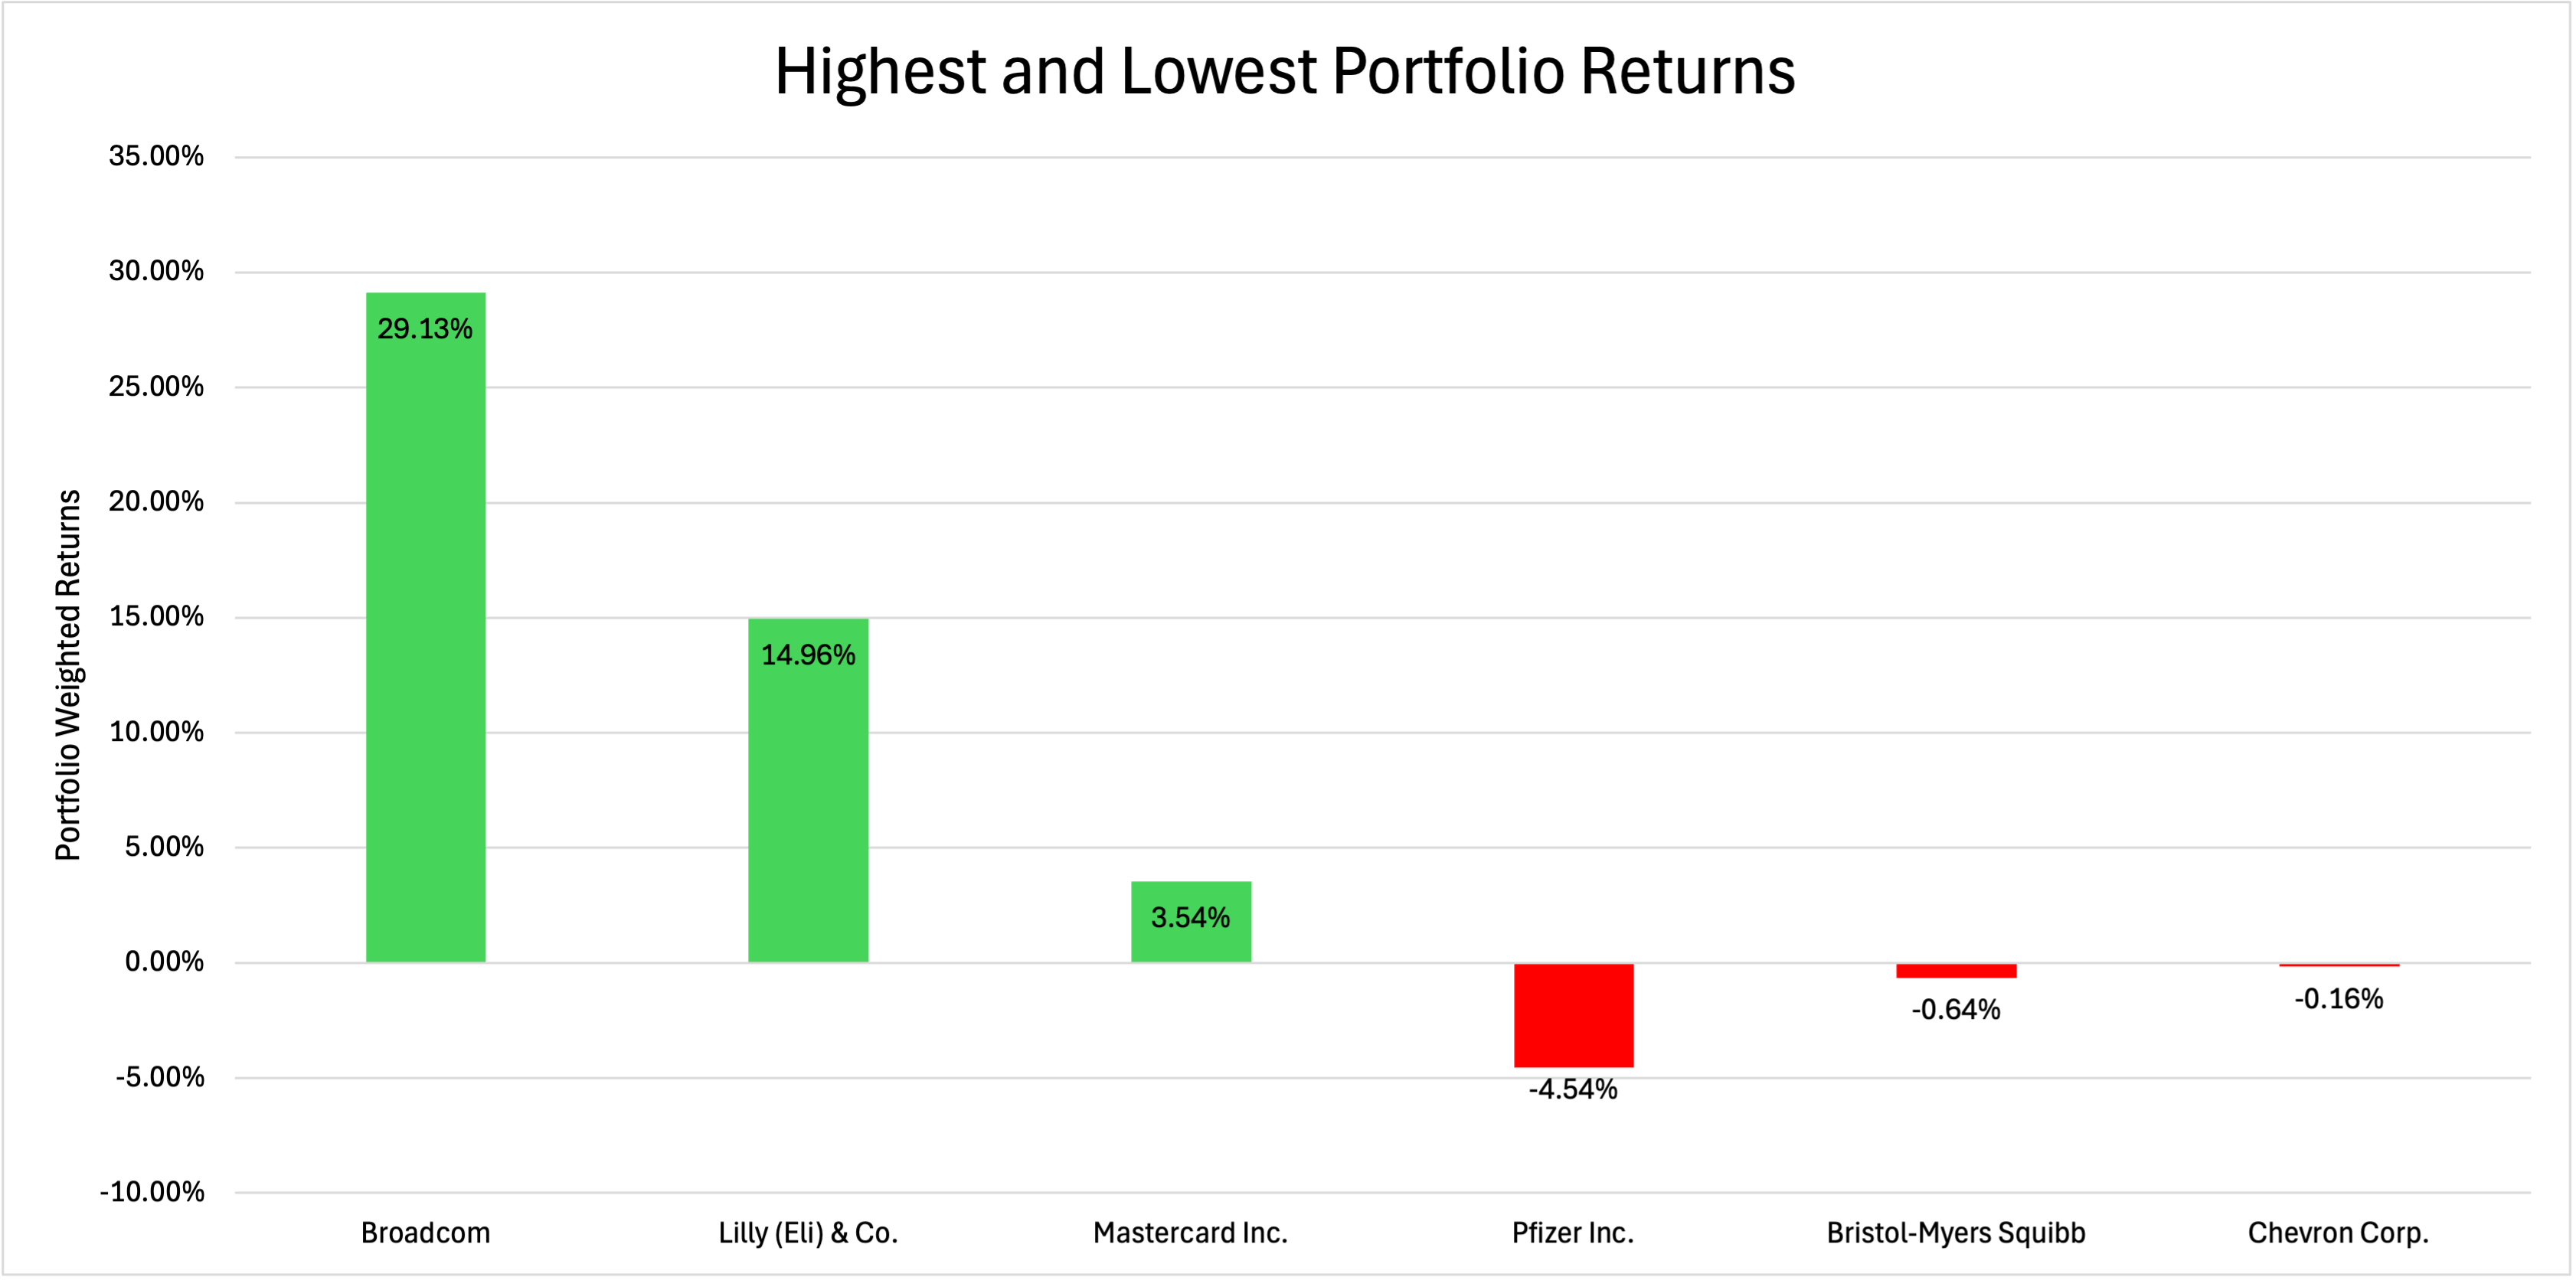 Highest and Lowest Portfolio Returns
Portfolio Weighted Returns
35.00%
30.00%
25.00%
20.00%
15.00%
10.00%
5.00%
0.00%
-5.00%
-10.00%
29.13%
14.96%
3.54%
-4.54%
-0.64%
-0.16%
Broadcom
Lilly (Eli) & Co.
Mastercard Inc.
Pfizer Inc.
Bristol-Myers Squibb
Chevron Corp.